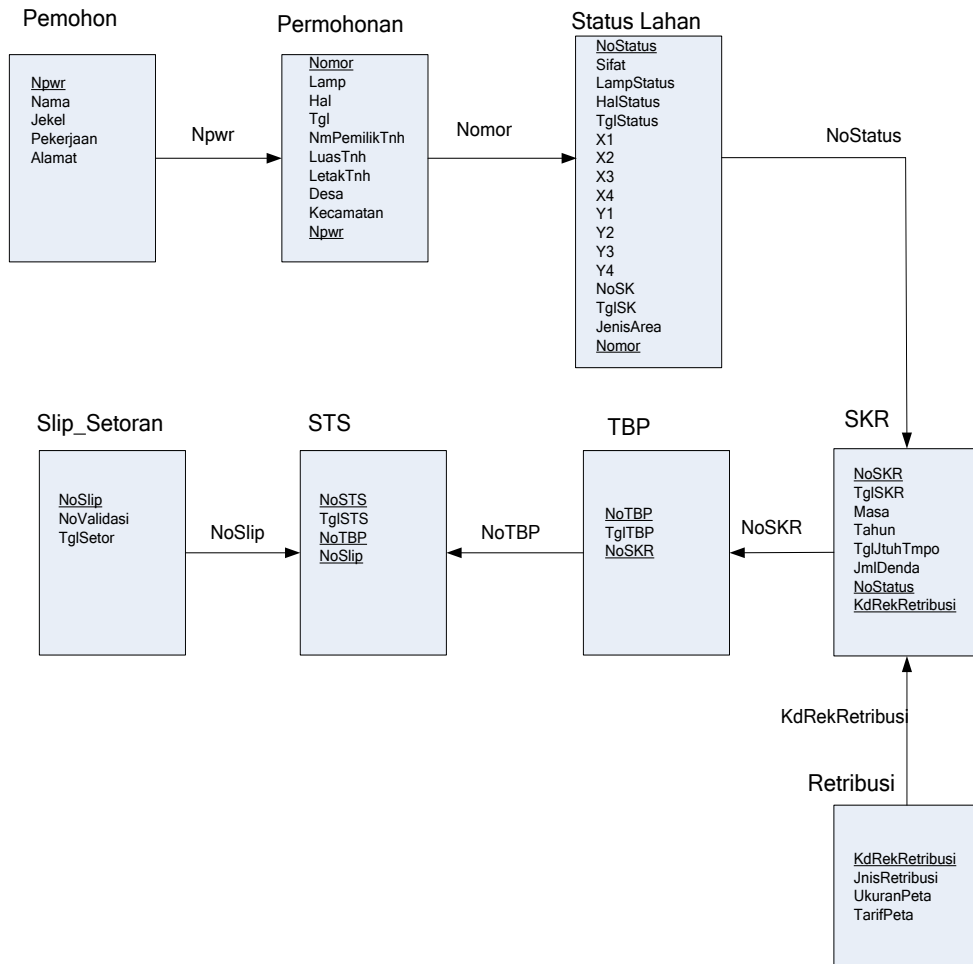 Pemohon
Npwr
Nama
Jekel
Pekerjaan
Alamat
Npwr
Permohonan
Nomor
Lamp
Hal
Tgl
NmPemilikTnh
LuasTnh
LetakTnh
Desa
Kecamatan
Npwr
Nomor
Status Lahan
NoStatus
Sifat
LampStatus
HalStatus
TglStatus
X1
X2
X3
X4
Y1
Y2
Y3
Y4
NoSK
TglSK
JenisArea
Nomor
NoStatus
Slip_Setoran
NoSlip
NoValidasi
TglSetor
NoSlip
STS
NoSTS
TglSTS
NoTBP
NoSlip
NoTBP
TBP
NoTBP
TglTBP
NoSKR
NoSKR
SKR
NoSKR
TglSKR
Masa
Tahun
TglJtuhTmpo
JmlDenda
NoStatus
KdRekRetribusi
KdRekRetribusi
Retribusi
KdRekRetribusi
JnisRetribusi
UkuranPeta
TarifPeta